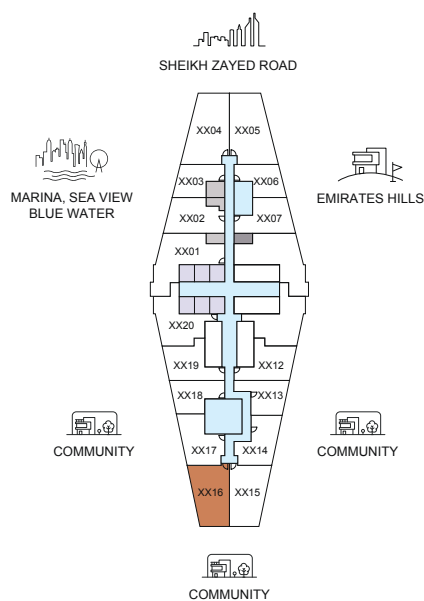 SHEIKH ZAYED ROAD
XX04 XX05
MARINA, SEA VIEW
BLUE WATER
EMIRATES HILLS
XX03 XX06
XX02 XX07
XX01
XX20
XX19 XX12
XX18 XX13
COMMUNITY
COMMUNITY
XX17 XX14
XX16 XX15
COMMUNITY